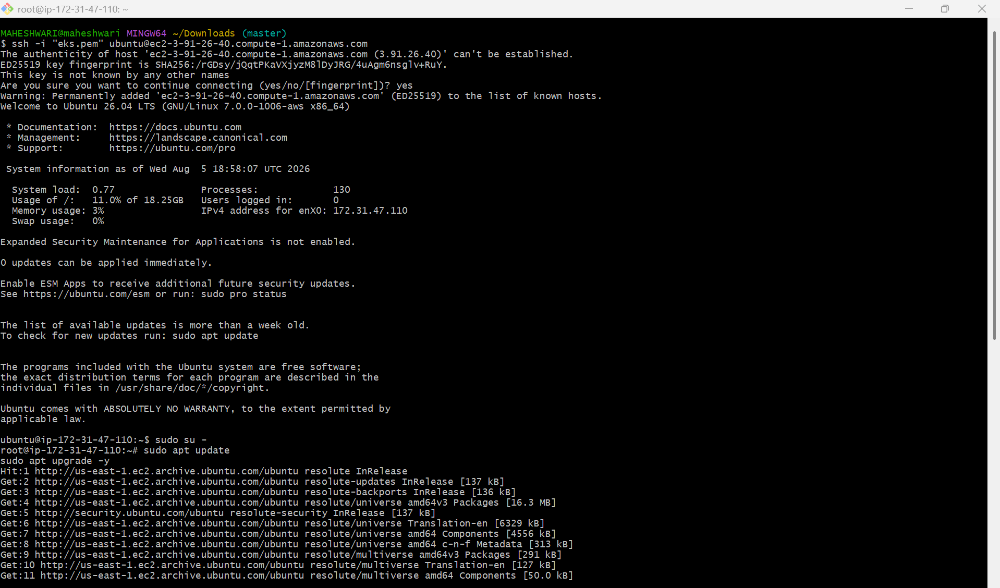 root@ip-172-31-47-110: ~
MAHESHWARI@maheshwari MINGW64 ~/Downloads (master)
$ ssh -i "eks.pem" ubuntu@ec2-3-91-26-40.compute-1.amazonaws.com
The authenticity of host 'ec2-3-91-26-40.compute-1.amazonaws.com (3.91.26.40)' can't be established.
ED25519 key fingerprint is SHA256:/rGDsy/jQqtPKaVXjyzM8lDyJRG/4uAgm6nsglv+RuY.
This key is not known by any other names
Are you sure you want to continue connecting (yes/no/[fingerprint])? yes
Warning: Permanently added 'ec2-3-91-26-40.compute-1.amazonaws.com' (ED25519) to the list of known hosts.
Welcome to Ubuntu 26.04 LTS (GNU/Linux 7.0.0-1006-aws x86_64)
 * Documentation:  https://docs.ubuntu.com
 * Management:     https://landscape.canonical.com
 * Support:        https://ubuntu.com/pro
 System information as of Wed Aug  5 18:58:07 UTC 2026
  System load:  0.77               Processes:             130
  Usage of /:   11.0% of 18.25GB   Users logged in:       0
  Memory usage: 3%                 IPv4 address for enX0: 172.31.47.110
  Swap usage:   0%
Expanded Security Maintenance for Applications is not enabled.
0 updates can be applied immediately.
Enable ESM Apps to receive additional future security updates.
See https://ubuntu.com/esm or run: sudo pro status
The list of available updates is more than a week old.
To check for new updates run: sudo apt update
The programs included with the Ubuntu system are free software;
the exact distribution terms for each program are described in the
individual files in /usr/share/doc/*/copyright.
Ubuntu comes with ABSOLUTELY NO WARRANTY, to the extent permitted by
applicable law.
ubuntu@ip-172-31-47-110:~$ sudo su -
root@ip-172-31-47-110:~# sudo apt update
sudo apt upgrade -y
Hit:1 http://us-east-1.ec2.archive.ubuntu.com/ubuntu resolute InRelease
Get:2 http://us-east-1.ec2.archive.ubuntu.com/ubuntu resolute-updates InRelease [137 kB]
Get:3 http://us-east-1.ec2.archive.ubuntu.com/ubuntu resolute-backports InRelease [136 kB]
Get:4 http://us-east-1.ec2.archive.ubuntu.com/ubuntu resolute/universe amd64v3 Packages [16.3 MB]
Get:5 http://security.ubuntu.com/ubuntu resolute-security InRelease [137 kB]
Get:6 http://us-east-1.ec2.archive.ubuntu.com/ubuntu resolute/universe Translation-en [6329 kB]
Get:7 http://us-east-1.ec2.archive.ubuntu.com/ubuntu resolute/universe amd64 Components [4556 kB]
Get:8 http://us-east-1.ec2.archive.ubuntu.com/ubuntu resolute/universe amd64 c-n-f Metadata [313 kB]
Get:9 http://us-east-1.ec2.archive.ubuntu.com/ubuntu resolute/multiverse amd64v3 Packages [291 kB]
Get:10 http://us-east-1.ec2.archive.ubuntu.com/ubuntu resolute/multiverse Translation-en [127 kB]
Get:11 http://us-east-1.ec2.archive.ubuntu.com/ubuntu resolute/multiverse amd64 Components [50.0 kB]